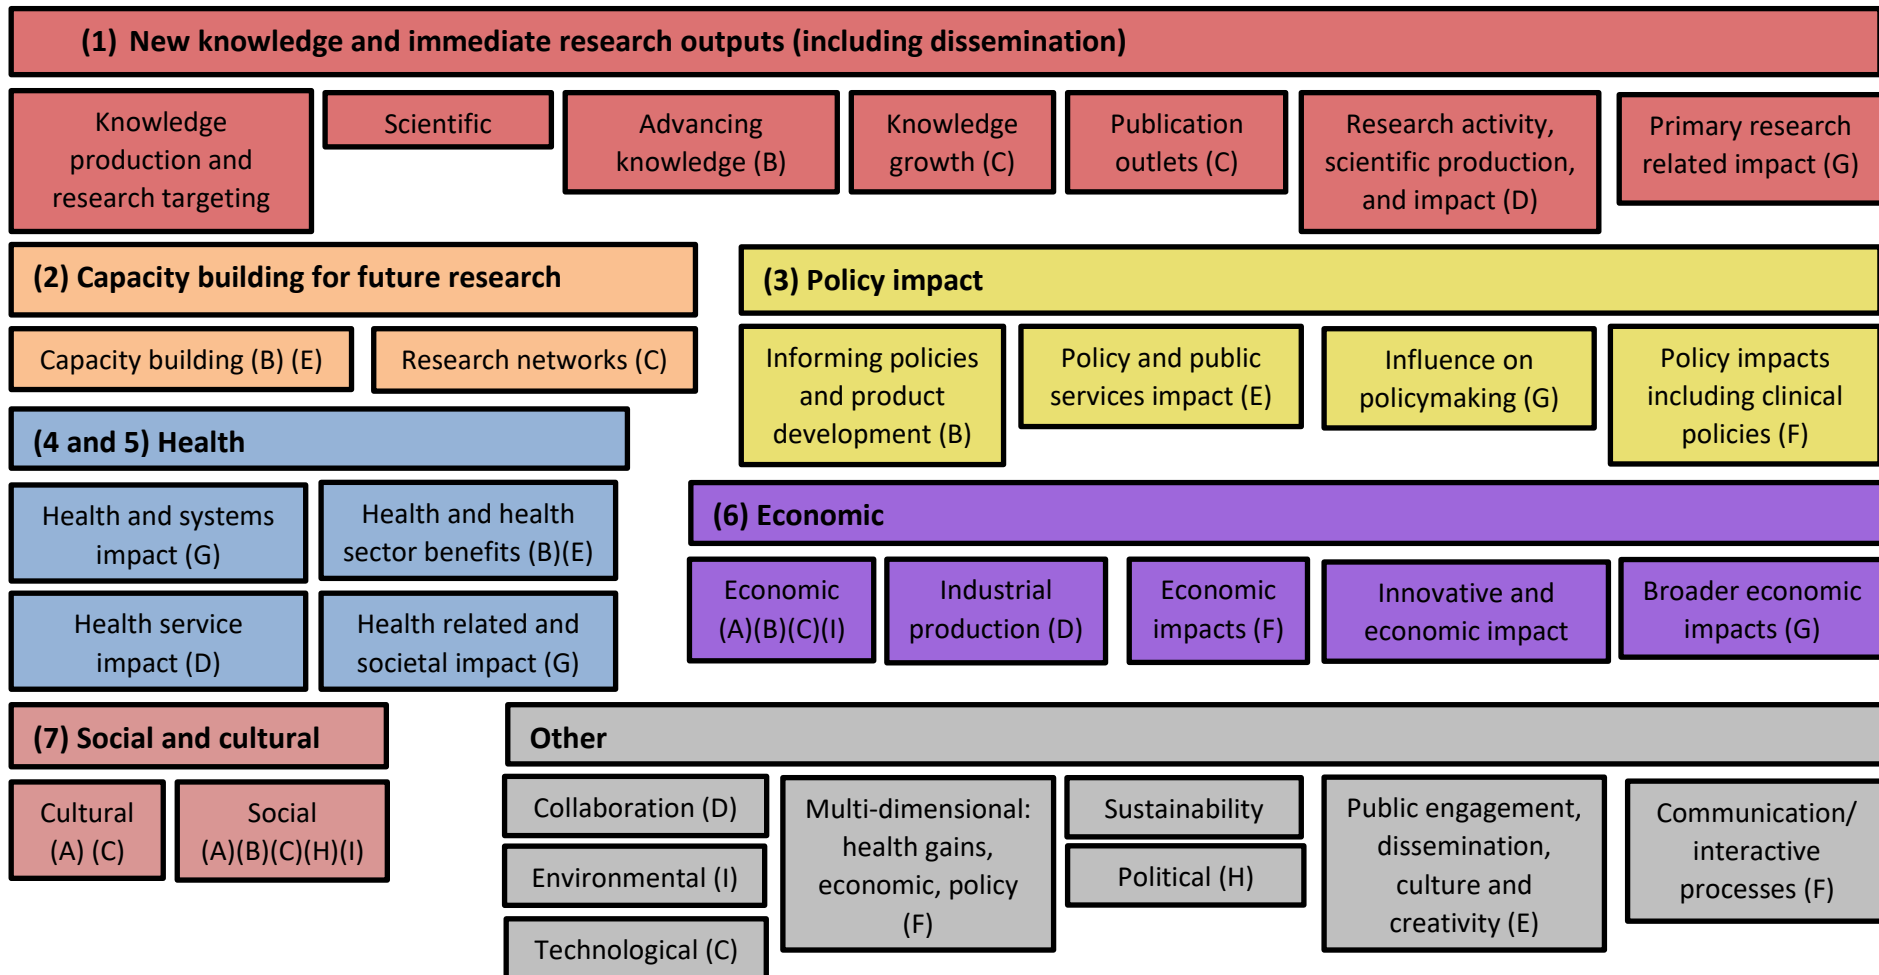 (1) New knowledge and immediate research outputs (including dissemination)
Knowledge
production and
research targeting
Scientific
Advancing
knowledge (B)
Knowledge
growth (C)
Publication
outlets (C)
Research activity,
scientific production,
and impact (D)
Primary research
related impact (G)
(2) Capacity building for future research
Capacity building (B) (E)
Research networks (C)
(3) Policy impact
Informing policies
and product
development (B)
Policy and public
services impact (E)
Influence on
policymaking (G)
Policy impacts
including clinical
policies (F)
(4 and 5) Health
Health and systems
impact (G)
Health and health
sector benefits (B)(E)
Health service
impact (D)
Health related and
societal impact (G)
(6) Economic
Economic
(A)(B)(C)(I)
Industrial
production (D)
Economic
impacts (F)
Innovative and
economic impact
Broader economic
impacts (G)
(7) Social and cultural
Cultural
(A) (C)
Social
(A)(B)(C)(H)(I)
Other
Collaboration (D)
Environmental (I)
Technological (C)
Multi-dimensional:
health gains,
economic, policy
(F)
Sustainability
Political (H)
Public engagement,
dissemination,
culture and
creativity (E)
Communication/
interactive
processes (F)